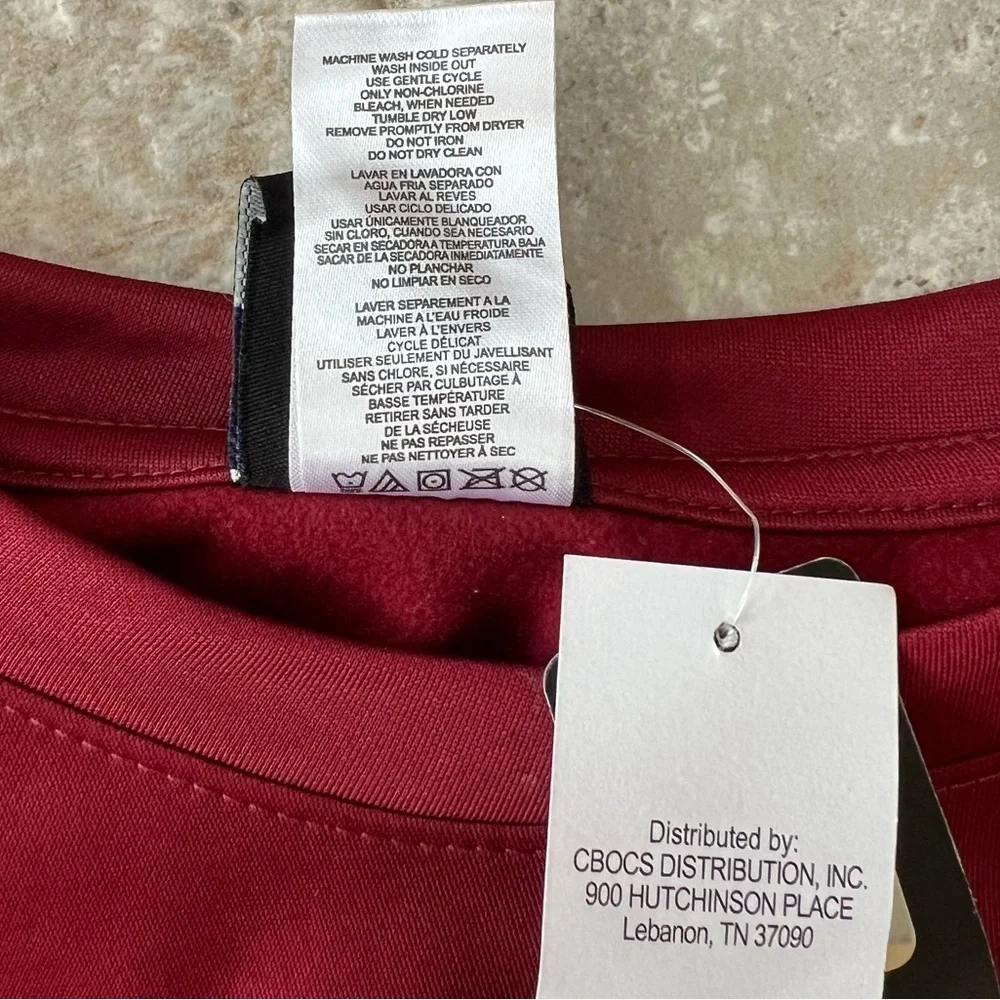 MACHINE WASH COLD SEPARATELY
WASH INSIDE OUT
USE GENTLE CYCLE
ONLY NON-CHLORINE
BLEACH, WHEN NEEDED
TUMBLE DRY LOW
REMOVE PROMPTLY FROM DRYER
DO NOT IRON
DO NOT DRY CLEAN
LAVAR EN LAVADORA CON
AGUA FRIA SEPARADO
LAVAR AL REVES
USAR CICLO DELICADO
USAR ÚNICAMENTE BLANQUEADOR
SIN CLORO, CUANDO SEA NECESARIO
SECAR EN SECADORA A TEMPERATURA BAJA
SACAR DE LA SECADORA INMEDIATAMENTE
NO PLANCHAR
NO LIMPIAR EN SECO
LAVER SEPAREMENT A LA
MACHINE A L'EAU FROIDE
LAVER À L'ENVERS
CYCLE DÉLICAT
UTILISER SEULEMENT DU JAVELLISANT
SANS CHLORE, SI NÉCESSAIRE
SÉCHER PAR CULBUTAGE À
BASSE TEMPÉRATURE
RETIRER SANS TARDER
DE LA SÉCHEUSE
NE PAS REPASSER
NE PAS NETTOYER À SEC
Distributed by:
CBOCS DISTRIBUTION, INC.
900 HUTCHINSON PLACE
Lebanon, TN 37090